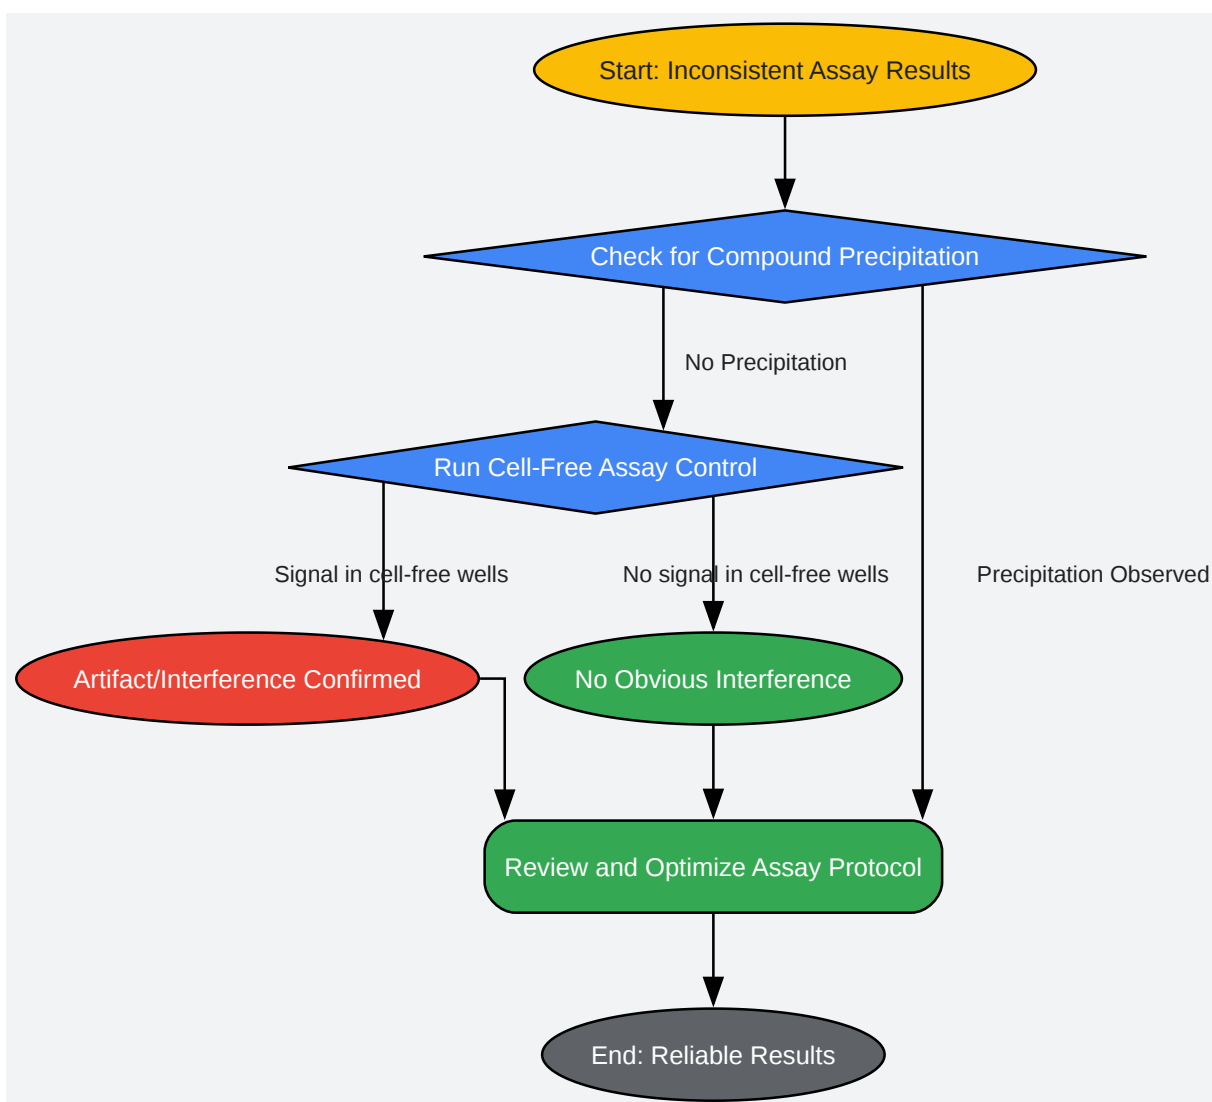 Start: Inconsistent Assay Results
Check for Compound Precipitation
No Precipitation
Run Cell-Free Assay Control
Signal in cell-free wells
No signal in cell-free wells
Precipitation Observed
Artifact/Interference Confirmed
No Obvious Interference
Review and Optimize Assay Protocol
End: Reliable Results